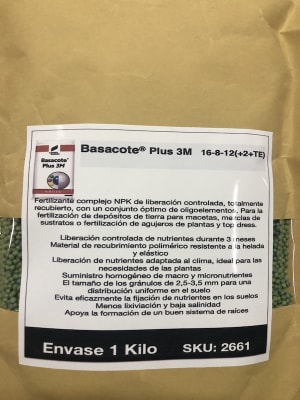 Basacote®
Plus 3M
Basacote® Plus 3M 16-8-12(+2+TE)
Fertilizante complejo NPK de liberación controlada, totalmente
recubierto, con un conjunto óptimo de oligoelementos. Para la
fertilización de depósitos de tierra para macetas, mezclas de
sustratos o fertilización de agujeros de plantas y top dress.
Liberación controlada de nutrientes durante 3 meses
Material de recubrimiento polimérico resistente a la helada
y elástico
Liberación de nutrientes adaptada al clima, ideal para las
necesidades de las plantas
Suministro homogéneo de macro y micronutrientes
El tamaño de los gránulos de 2,5-3,5 mm para una
distribución uniforme en el suelo
Evita eficazmente la fijación de nutrientes en los suelos
Menos lixiviación y baja salinidad
Apoya la formación de un buen sistema de raíces
Envase 1 Kilo SKU: 2661